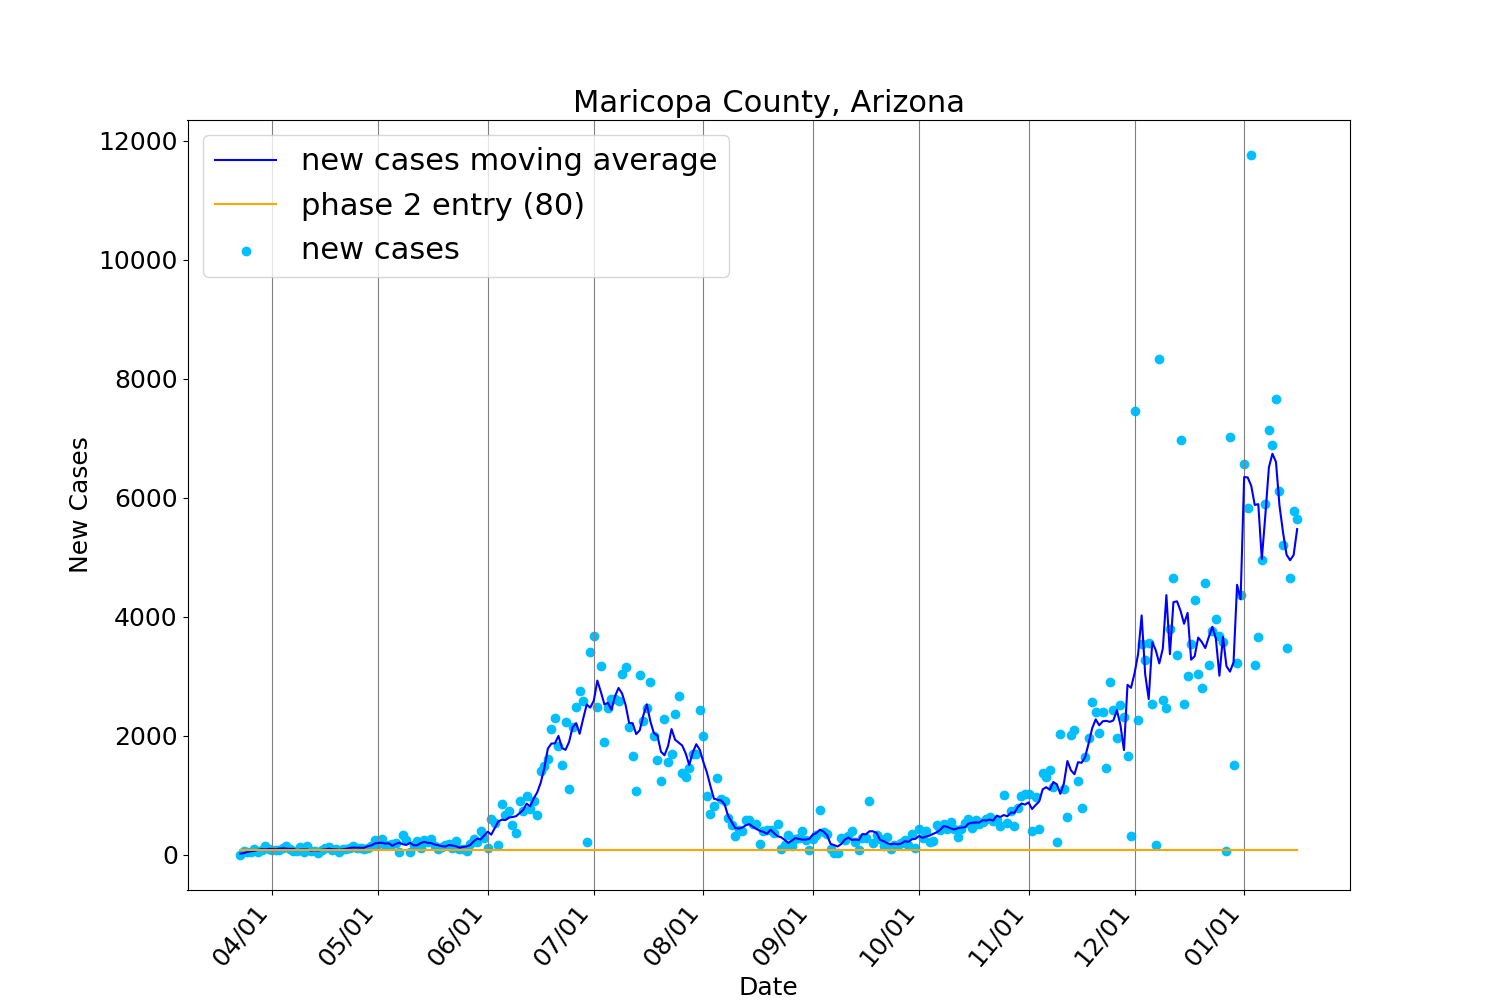 Maricopa County, Arizona
new cases moving average
phase 2 entry (80)
new cases
New Cases
12000
10000
8000
6000
4000
2000
0
04/01
05/01
06/01
07/01
08/01
09/01
10/01
11/01
12/01
01/01
Date